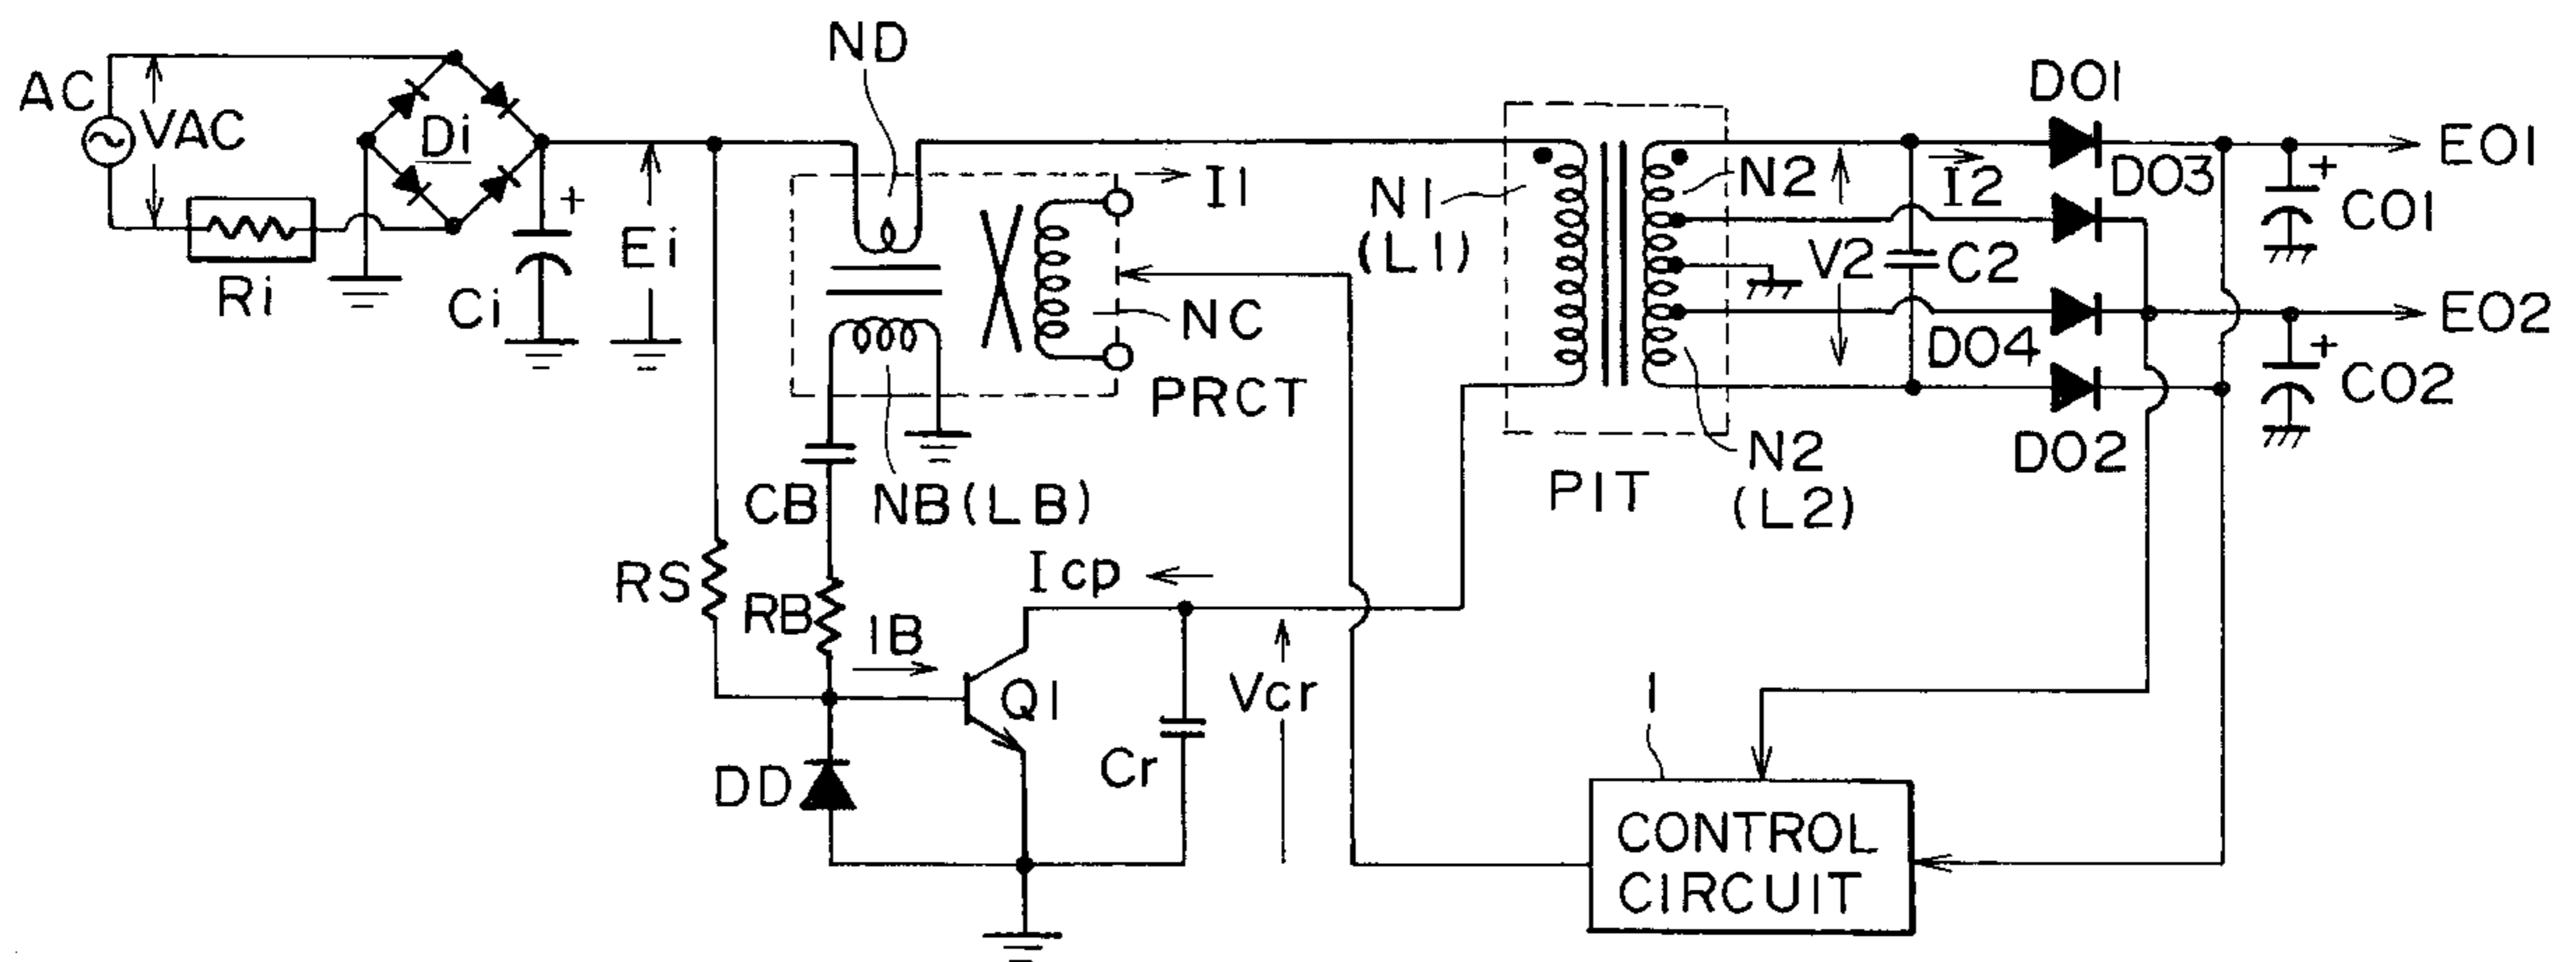 AC
VAC
Di
Ri
Ci
+
Ei
ND
I1
NC
PRCT
CB
NB(LB)
RS
RB
IB
Icp
Q1
DD
Cr
Vcr
N1
(L1)
N2
N2
(L2)
PIT
V2
C2
I2
DO1
DO3
DO4
DO2
EO1
+
CO1
EO2
+
CO2
1
CONTROL
CIRCUIT